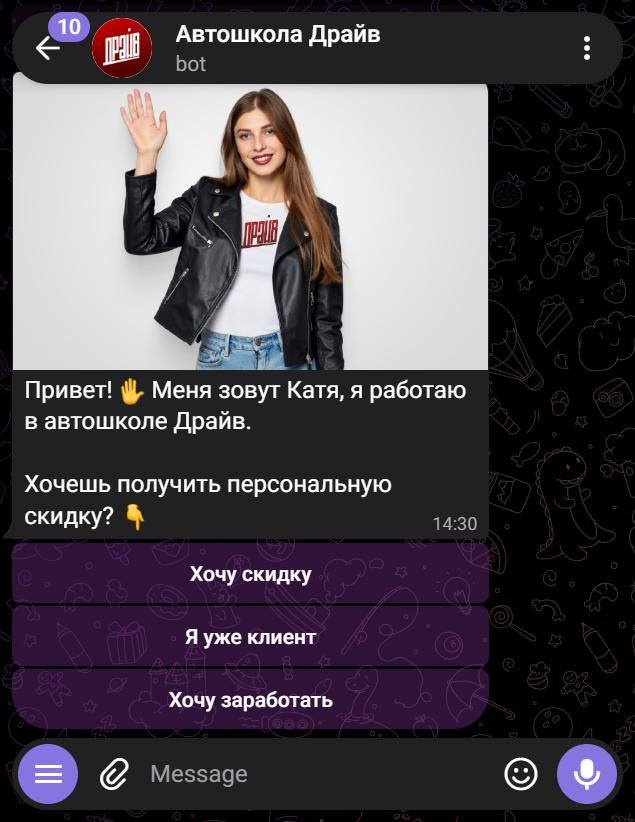 10
ДРАЙВ
Автошкола Драйв
bot
ДРАЙВ
Привет! 🖐 Меня зовут Катя, я работаю
в автошколе Драйв.
Хочешь получить персональную
скидку? 👇
14:30
Хочу скидку
Я уже клиент
Хочу заработать
Message